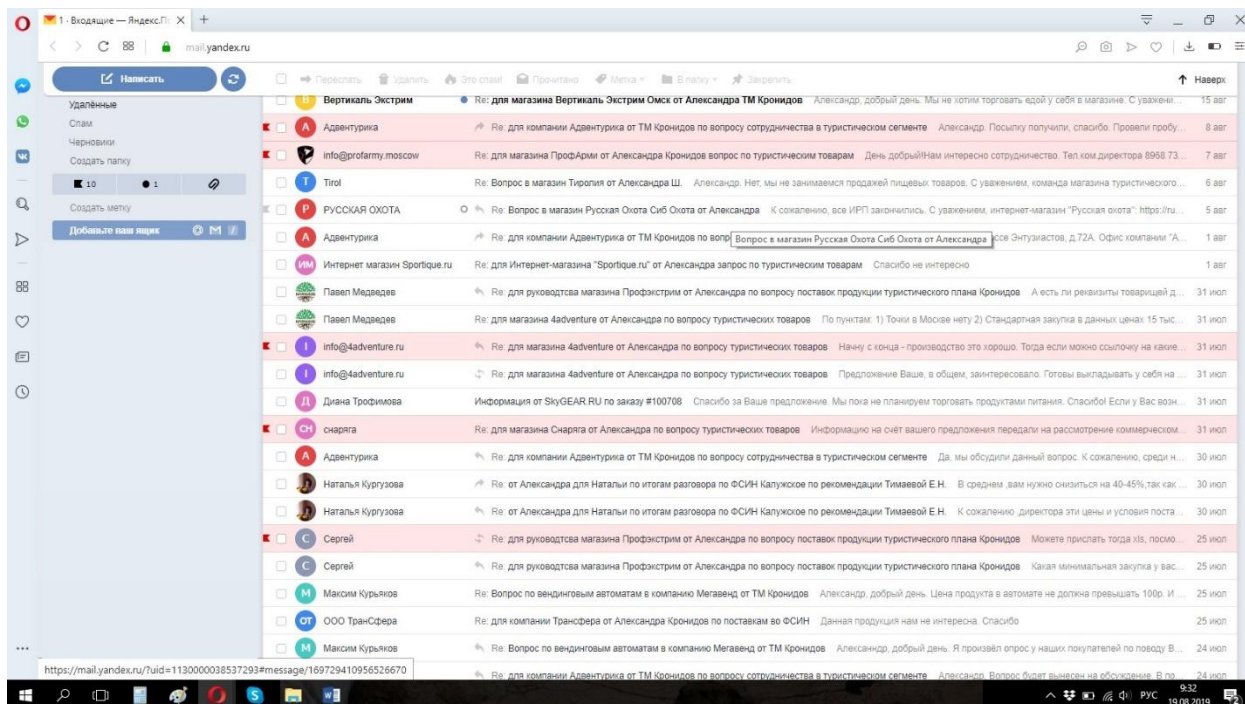 1 · Входящие — Яндекс.П
mail.yandex.ru
Написать
Переслать Удалить Это спам! Прочитано Метка В папку Закрепить Наверх
Удалённые
Спам
Черновики
Создать папку
10 1
Создать метку
Добавьте ваш ящик
Вертикаль Экстрим Re: для магазина Вертикаль Экстрим Омск от Александра ТМ Кронидов Александр, добрый день. Мы не хотим торговать едой у себя в магазине. С уважени... 15 авг
А Адвентурика Re: для компании Адвентурика от ТМ Кронидов по вопросу сотрудничества в туристическом сегменте Александр. Посылку получили, спасибо. Провели пробу... 8 авг
info@profarmy.moscow Re: для магазина ПрофАрми от Александра Кронидов вопрос по туристическим товарам День добрый!Нам интересно сотрудничество. Тел.ком.директора 8968 73... 7 авг
T Tirol Re: Вопрос в магазин Тиролия от Александра Ш. Александр. Нет, мы не занимаемся продажей пищевых товаров. С уважением, команда магазина туристического... 6 авг
Р РУССКАЯ ОХОТА Re: Вопрос в магазин Русская Охота Сиб Охота от Александра К сожалению, все ИРП закончились. С уважением, интернет-магазин "Русская охота": https://ru... 5 авг
А Адвентурика Re: для компании Адвентурика от ТМ Кронидов по вопр Вопрос в магазин Русская Охота Сиб Охота от Александра ссе Энтузиастов, д.72А. Офис компании "А... 1 авг
ИМ Интернет магазин Sportique.ru Re: для Интернет-магазина "Sportique.ru" от Александра запрос по туристическим товарам Спасибо не интересно 1 авг
Павел Медведев Re: для руководства магазина Профэкстрим от Александра по вопросу поставок продукции туристического плана Кронидов А есть ли реквизиты товарищей д... 31 июл
Павел Медведев Re: для магазина 4adventure от Александра по вопросу туристических товаров По пунктам: 1) Точки в Москве нету 2) Стандартная закупка в данных ценах 15 тыс... 31 июл
I info@4adventure.ru Re: для магазина 4adventure от Александра по вопросу туристических товаров Начну с конца - производство это хорошо. Тогда если можно ссылочку на какие... 31 июл
I info@4adventure.ru Re: для магазина 4adventure от Александра по вопросу туристических товаров Предложение Ваше, в общем, заинтересовало. Готовы выкладывать у себя на ... 31 июл
Д Диана Трофимова Информация от SkyGEAR.RU по заказу #100708 Спасибо за Ваше предложение. Мы пока не планируем торговать продуктами питания. Спасибо! Если у Вас возн... 31 июл
СН снаряга Re: для магазина Снаряга от Александра по вопросу туристических товаров Информацию на счёт вашего предложения передали на рассмотрение коммерческом... 31 июл
А Адвентурика Re: для компании Адвентурика от ТМ Кронидов по вопросу сотрудничества в туристическом сегменте Да, мы обсудили данный вопрос. К сожалению, среди н... 30 июл
Наталья Кургузова Re: от Александра для Натальи по итогам разговора по ФСИН Калужское по рекомендации Тимаевой Е.Н. В среднем ,вам нужно снизиться на 40-45%,так как ... 30 июл
Наталья Кургузова Re: от Александра для Натальи по итогам разговора по ФСИН Калужское по рекомендации Тимаевой Е.Н. К сожалению ,директора эти цены и условия поста... 30 июл
С Сергей Re: для руководтсва магазина Профэкстрим от Александра по вопросу поставок продукции туристического плана Кронидов Можете прислать тогда xls, посмо... 25 июл
С Сергей Re: для руководтсва магазина Профэкстрим от Александра по вопросу поставок продукции туристического плана Кронидов Какая минимальная закупка у вас... 25 июл
М Максим Курьяков Re: Вопрос по вендинговым автоматам в компанию Мегавенд от ТМ Кронидов Александр, добрый день. Цена продукта в автомате не должна превышать 100р. И ... 25 июл
ОТ ООО ТранСфера Re: для компании Трансфера от Александра Кронидов по поставкам во ФСИН Данная продукция нам не интересна. Спасибо 25 июл
М Максим Курьяков Re: Вопрос по вендинговым автоматам в компанию Мегавенд от ТМ Кронидов Алексанндр, добрый день. Я произвёл опрос у наших покупателей по поводу В... 24 июл
Re: для компании Адвентурика от ТМ Кронидов по вопросу сотрудничества в туристическом сегменте Александр. Вопрос будет вынесен на обсуждение. В по... 24 июл
https://mail.yandex.ru/?uid=1130000038537293#message/169729410956526670
РУС 9:32
19.08.2019